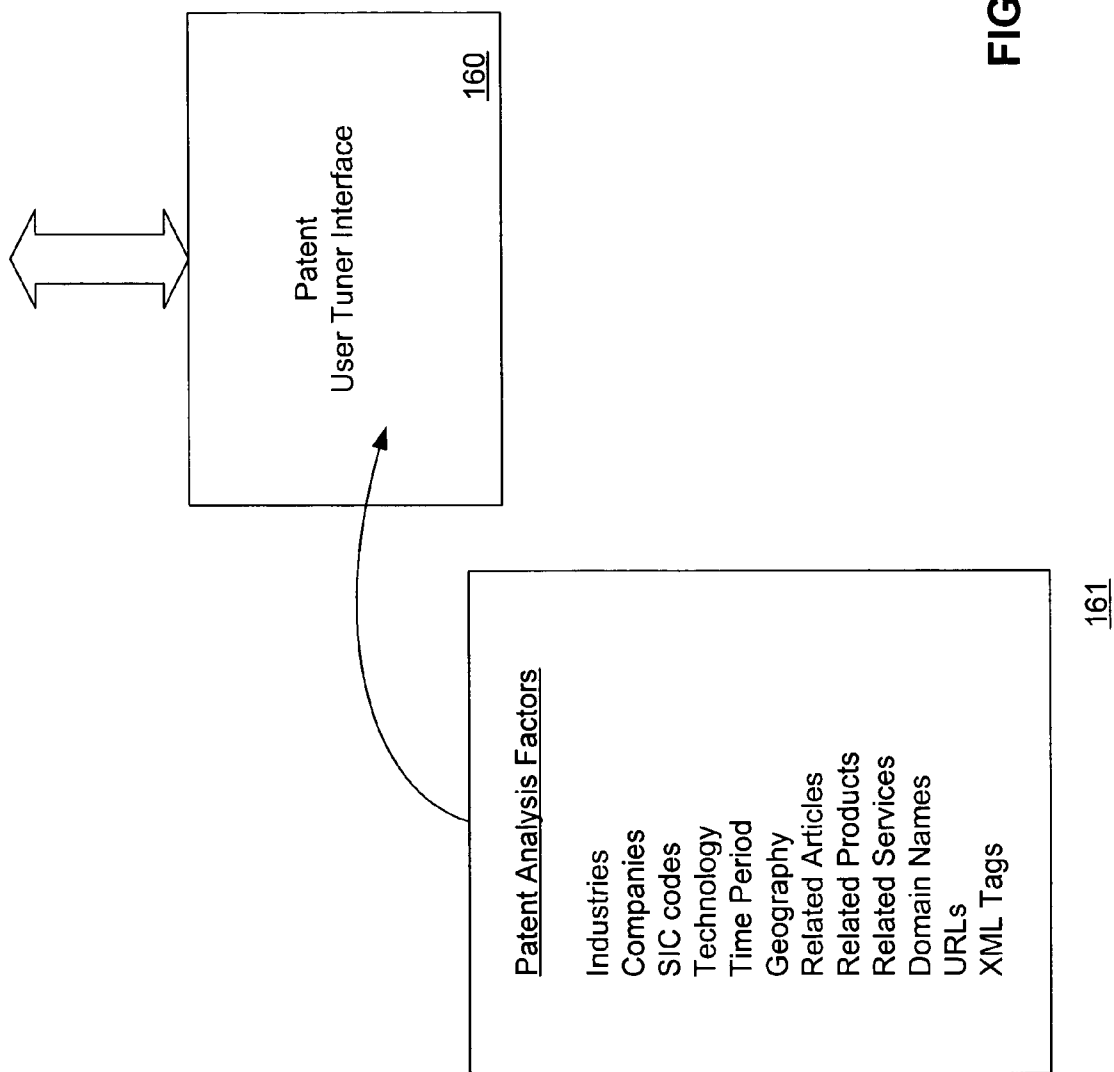 Patent
User Tuner Interface
160
Patent Analysis Factors
Industries
Companies
SIC codes
Technology
Time Period
Geography
Related Articles
Related Products
Related Services
Domain Names
URLs
XML Tags
161
FIG